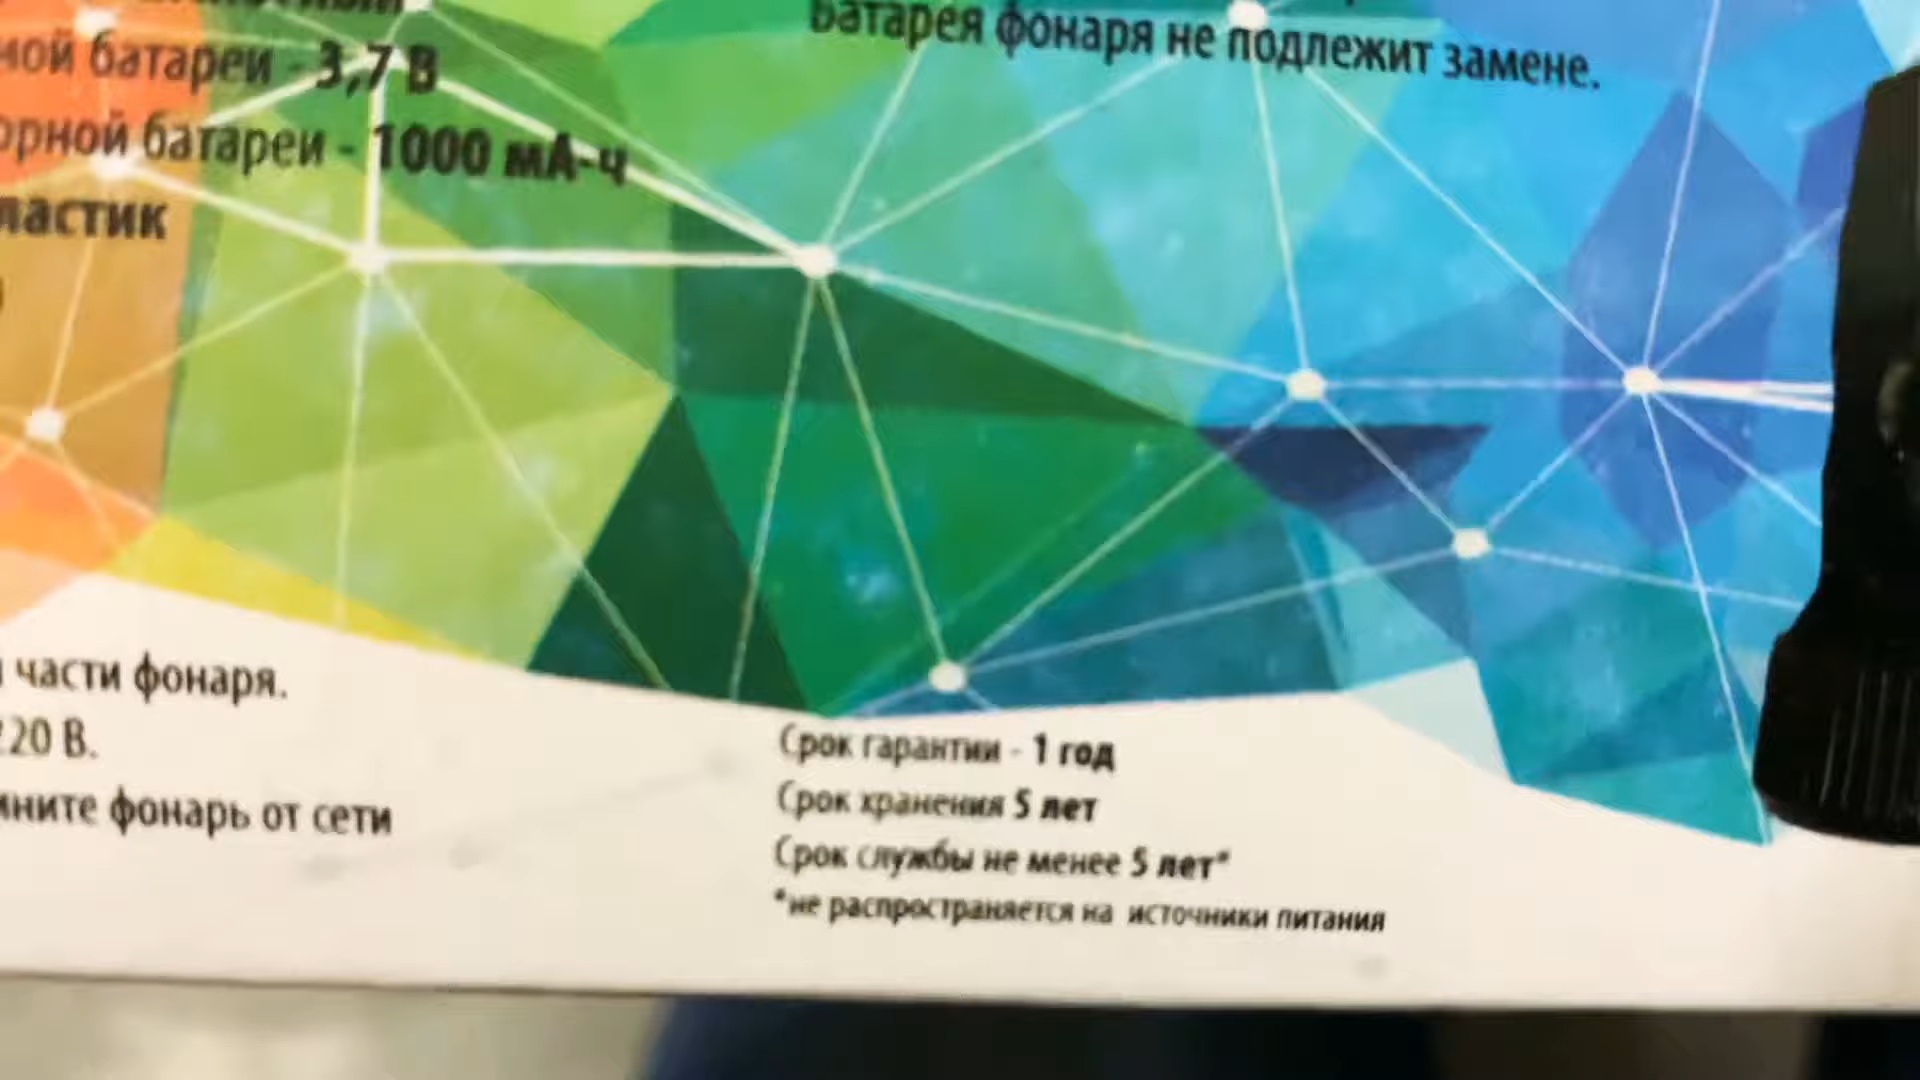 мой батареи - 3,7 В
орной батареи - 1000 мА-ч
ластик
Батарея фонаря не подлежит замене.
части фонаря.
220 В.
ните фонарь от сети
Срок гарантии - 1 год
Срок хранения 5 лет
Срок службы не менее 5 лет*
*не распространяется на источники питания